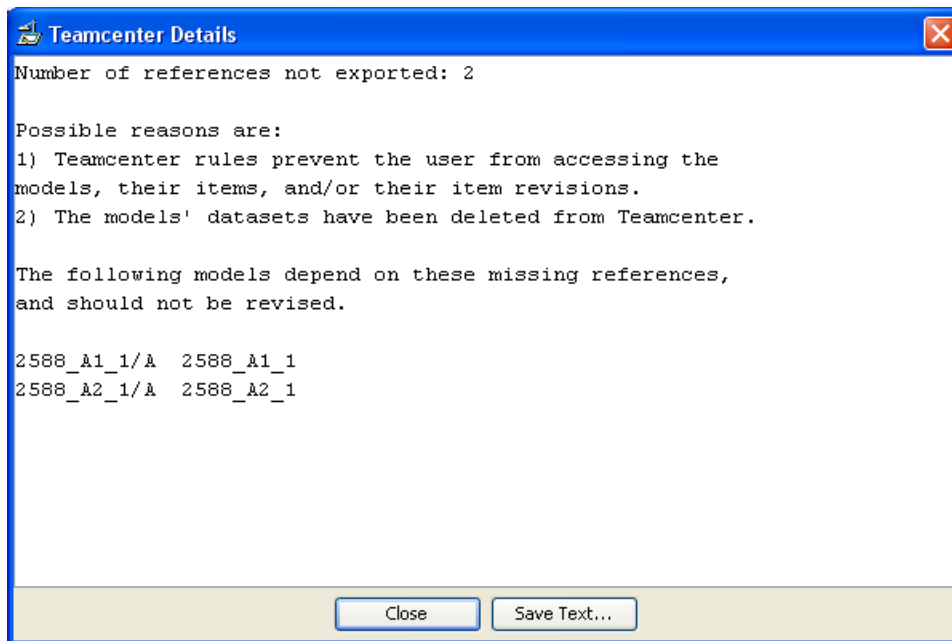 Teamcenter Details
Number of references not exported: 2
Possible reasons are:
1) Teamcenter rules prevent the user from accessing the
models, their items, and/or their item revisions.
2) The models' datasets have been deleted from Teamcenter.
The following models depend on these missing references,
and should not be revised.
2588_A1_1/A  2588_A1_1
2588_A2_1/A  2588_A2_1
Close
Save Text...